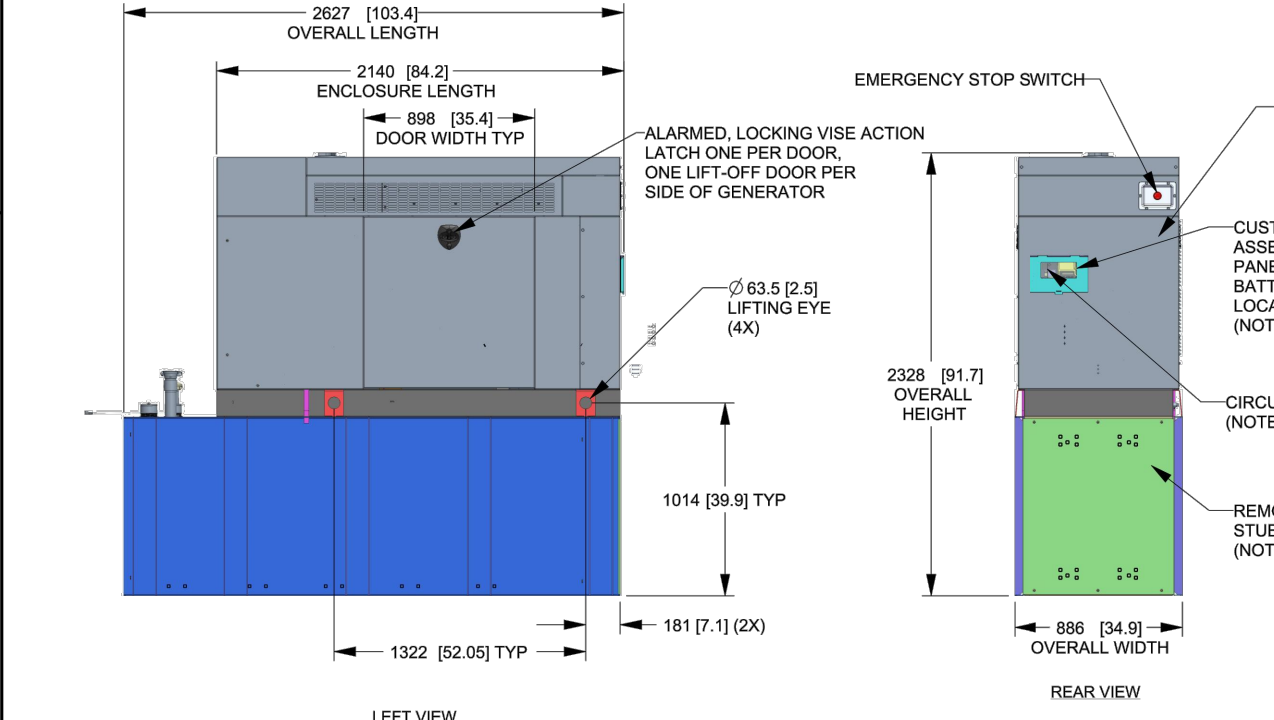 2627 [103.4]
OVERALL LENGTH
2140 [84.2]
ENCLOSURE LENGTH
898 [35.4]
DOOR WIDTH TYP
ALARMED, LOCKING VISE ACTION
LATCH ONE PER DOOR,
ONE LIFT-OFF DOOR PER
SIDE OF GENERATOR
Ø 63.5 [2.5]
LIFTING EYE
(4X)
1014 [39.9] TYP
181 [7.1] (2X)
1322 [52.05] TYP
LEFT VIEW
EMERGENCY STOP SWITCH
2328 [91.7]
OVERALL
HEIGHT
886 [34.9]
OVERALL WIDTH
REAR VIEW